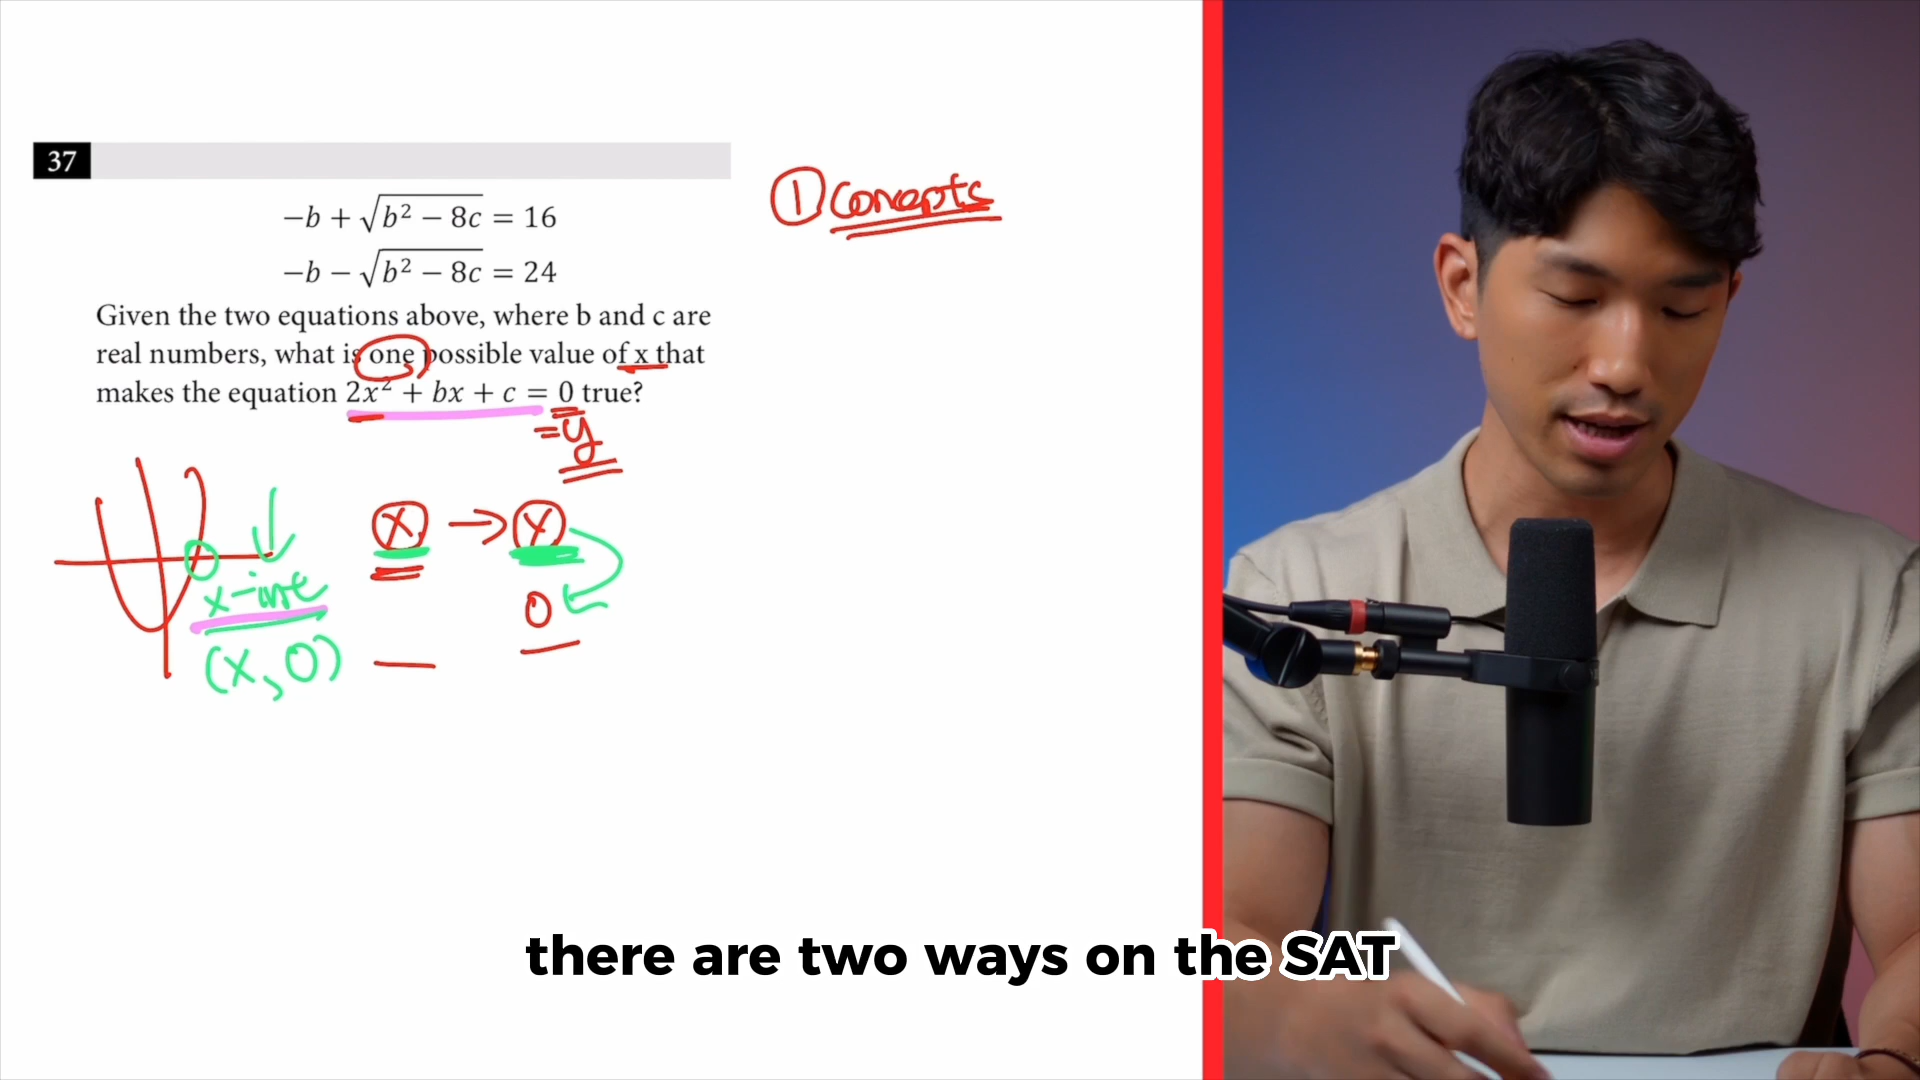 37
−b + √b² − 8c = 16
−b − √b² − 8c = 24
Given the two equations above, where b and c are
real numbers, what is one possible value of x that
makes the equation 2x² + bx + c = 0 true?
= y
① Concepts
x → y
0
x-int
(x, 0)
there are two ways on the SAT